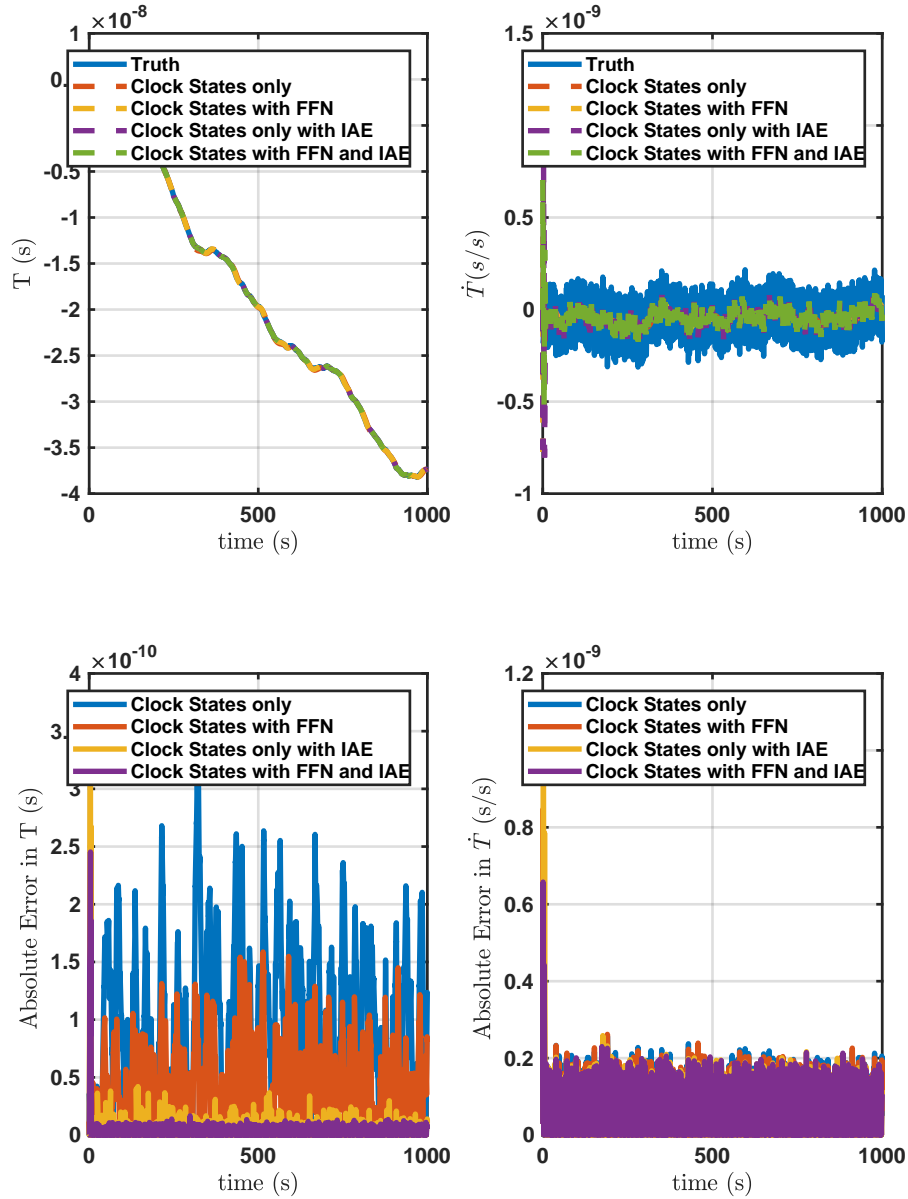 ×10-8
1
0.
-0.5
-1
-1.5
-2
-2.5
-3
-3.5
-4
T (s)
Truth
Clock States only
Clock States with FFN
Clock States only with IAE
Clock States with FFN and IAE
0 500 1000
time (s)
×10-9
1.5
0.5
0
-0.5
-1
Ṫ(s/s)
Truth
Clock States only
Clock States with FFN
Clock States only with IAE
Clock States with FFN and IAE
0 500 1000
time (s)
×10-10
4
3.
3
2.5
2
1.5
1
0.5
0
Absolute Error in T (s)
Clock States only
Clock States with FFN
Clock States only with IAE
Clock States with FFN and IAE
0 500 1000
time (s)
×10-9
1.2
0.8
0.6
0.4
0.2
0
Absolute Error in Ṫ (s/s)
Clock States only
Clock States with FFN
Clock States only with IAE
Clock States with FFN and IAE
0 500 1000
time (s)